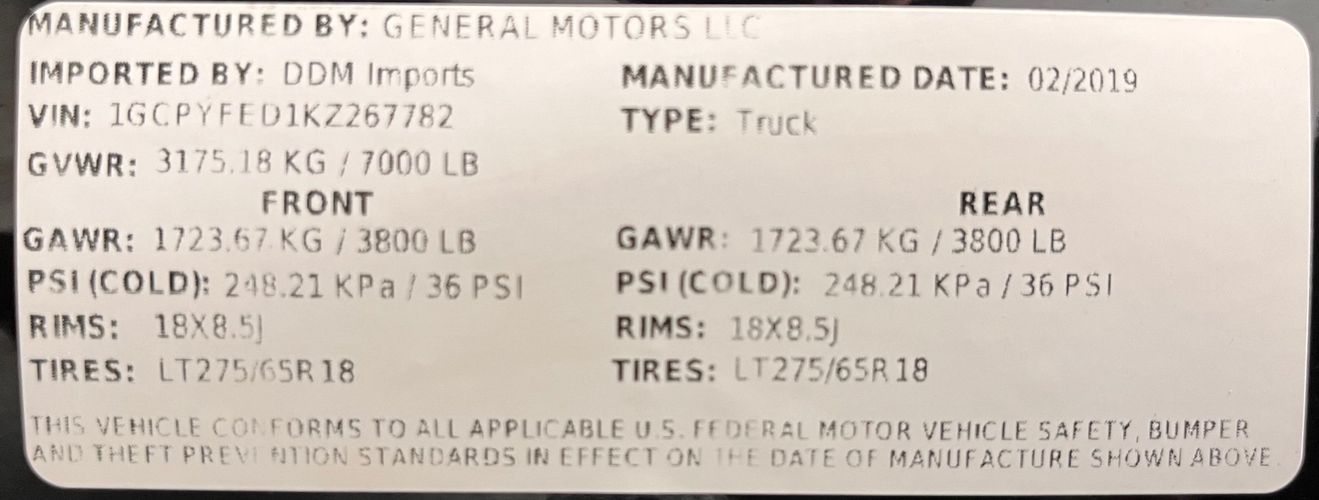 MANUFACTURED BY: GENERAL MOTORS LLC
IMPORTED BY: DDM Imports MANUFACTURED DATE: 02/2019
VIN: 1GCPYFED1KZ267782 TYPE: Truck
GVWR: 3175.18 KG / 7000 LB
FRONT REAR
GAWR: 1723.67 KG / 3800 LB GAWR: 1723.67 KG / 3800 LB
PSI (COLD): 248.21 KPa / 36 PSI PSI (COLD): 248.21 KPa / 36 PSI
RIMS: 18X8.5J RIMS: 18X8.5J
TIRES: LT275/65R18 TIRES: LT275/65R18
THIS VEHICLE CONFORMS TO ALL APPLICABLE U.S. FEDERAL MOTOR VEHICLE SAFETY, BUMPER
AND THEFT PREVENTION STANDARDS IN EFFECT ON THE DATE OF MANUFACTURE SHOWN ABOVE.